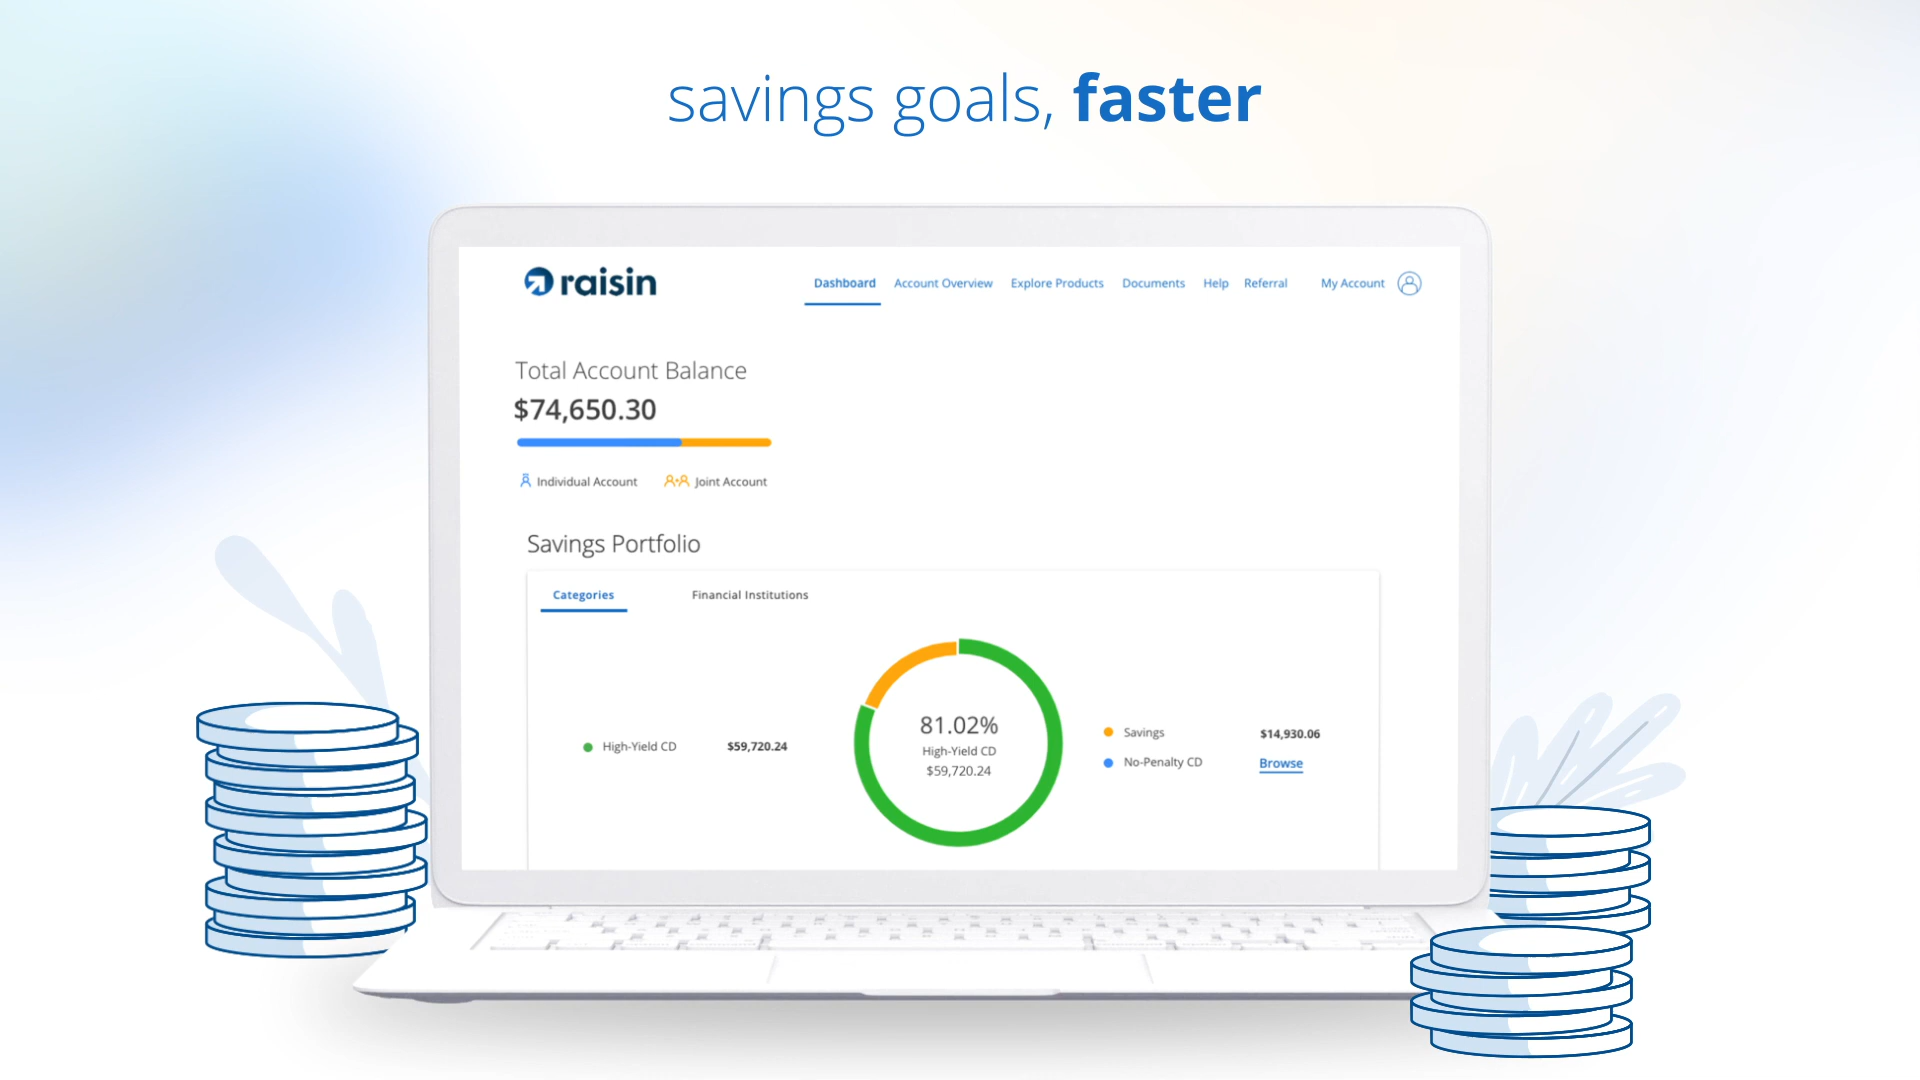 savings goals, faster
raisin
Dashboard Account Overview Explore Products Documents Help Referral My Account
Total Account Balance
$74,650.30
Individual Account Joint Account
Savings Portfolio
Categories Financial Institutions
81.02%
High-Yield CD
$59,720.24
High-Yield CD $59,720.24
Savings $14,930.06
No-Penalty CD Browse